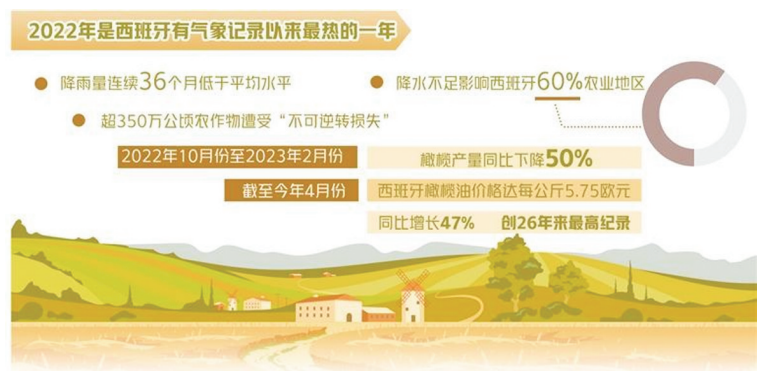 2022年是西班牙有气象记录以来最热的一年
降雨量连续36个月低于平均水平
降水不足影响西班牙60%农业地区
超350万公顷农作物遭受“不可逆转损失”
2022年10月份至2023年2月份
橄榄产量同比下降50%
截至今年4月份
西班牙橄榄油价格达每公斤5.75欧元
同比增长47% 创26年来最高纪录